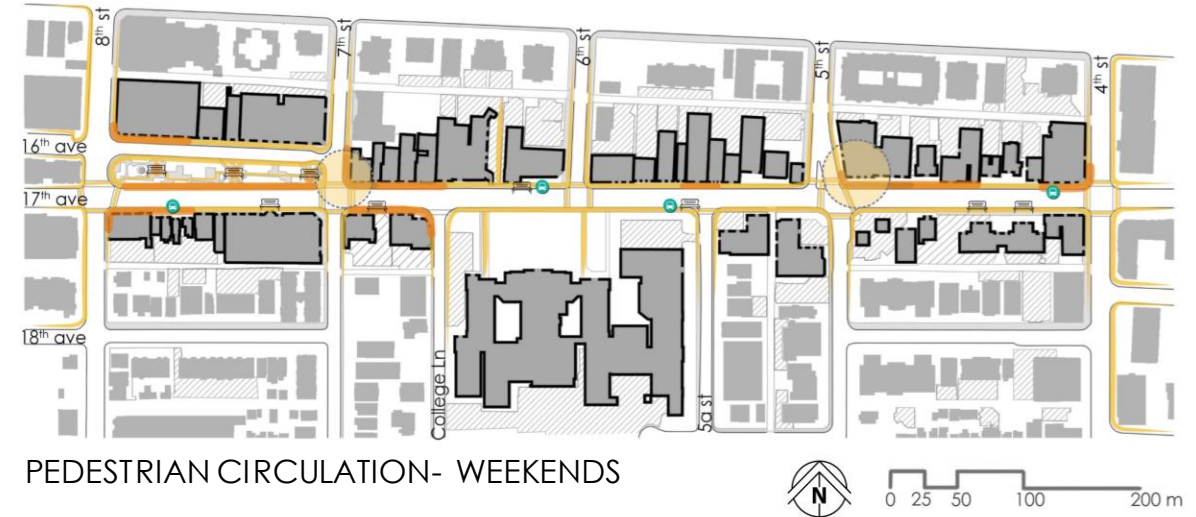 8th st
7th st
6th st
5th st
4th st
16th ave
17th ave
18th ave
College Ln
5a st
PEDESTRIAN CIRCULATION- WEEKENDS
N
0 25 50 100 200 m